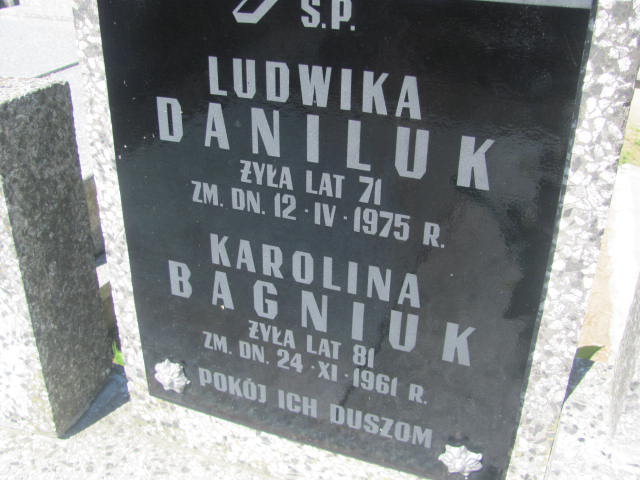 Ś.P.
LUDWIKA
DANILUK
ŻYŁA LAT 71
ZM. DN. 12 · IV · 1975 R.
KAROLINA
BAGNIUK
ŻYŁA LAT 81
ZM. DN. 24 · XI · 1961 R.
POKÓJ ICH DUSZOM